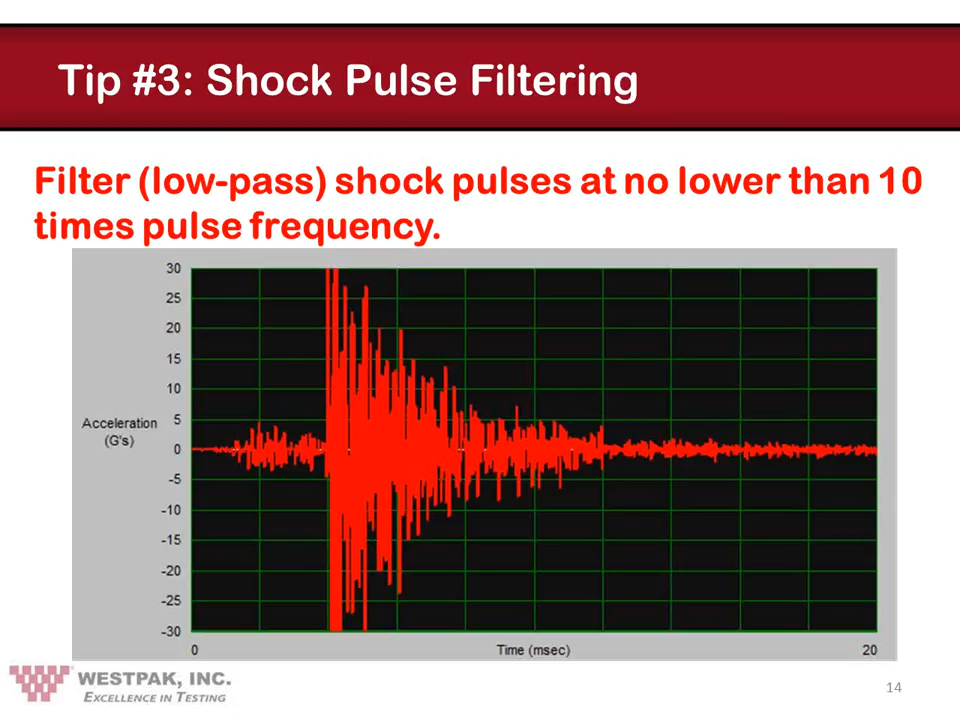 Tip #3: Shock Pulse Filtering
Filter (low-pass) shock pulses at no lower than 10
times pulse frequency.
30
25
20
15
10
5
0
-5
-10
-15
-20
-25
-30
Acceleration
(G's)
0
Time (msec)
20
WESTPAK, INC.
EXCELLENCE IN TESTING
14